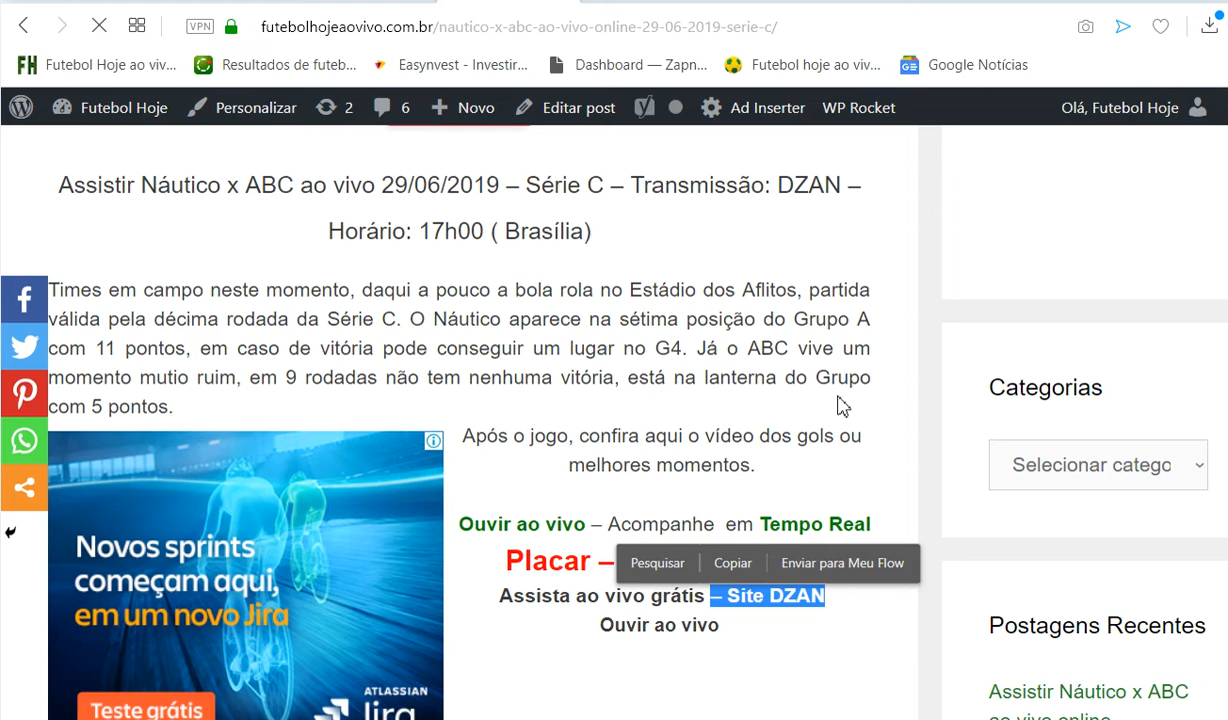 VPN
futebolhojeaovivo.com.br/nautico-x-abc-ao-vivo-online-29-06-2019-serie-c/
FH Futebol Hoje ao viv...
Resultados de futeb...
Easynvest - Investir...
Dashboard — Zapn...
Futebol hoje ao viv...
GE Google Notícias
Futebol Hoje
Personalizar
2
6
Novo
Editar post
Ad Inserter
WP Rocket
Olá, Futebol Hoje
Assistir Náutico x ABC ao vivo 29/06/2019 – Série C – Transmissão: DZAN –
Horário: 17h00 ( Brasília)
Times em campo neste momento, daqui a pouco a bola rola no Estádio dos Aflitos, partida
válida pela décima rodada da Série C. O Náutico aparece na sétima posição do Grupo A
com 11 pontos, em caso de vitória pode conseguir um lugar no G4. Já o ABC vive um
momento mutio ruim, em 9 rodadas não tem nenhuma vitória, está na lanterna do Grupo
com 5 pontos.
Após o jogo, confira aqui o vídeo dos gols ou
melhores momentos.
Ouvir ao vivo – Acompanhe em Tempo Real
Placar –
Pesquisar
Copiar
Enviar para Meu Flow
Assista ao vivo grátis – Site DZAN
Ouvir ao vivo
Novos sprints
começam aqui,
em um novo Jira
Teste grátis
ATLASSIAN
Jira
Categorias
Selecionar catego
Postagens Recentes
Assistir Náutico x ABC
ao vivo online